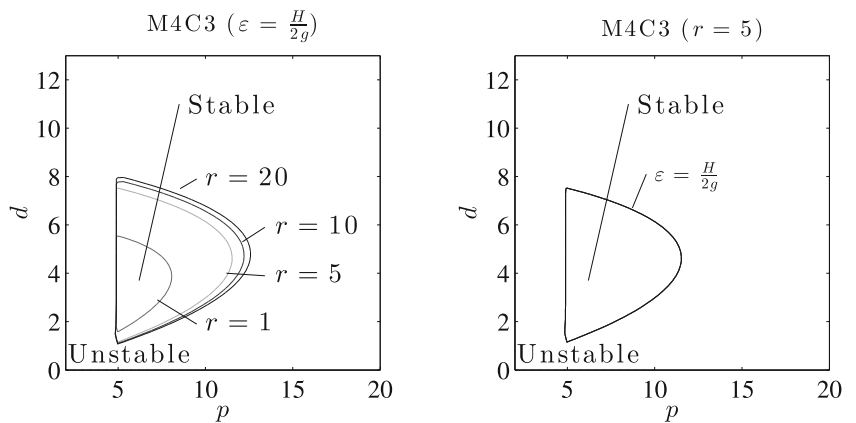 M4C3 (ε = H/2g)
12
10
8
6
4
2
0
d
Stable
r = 20
r = 10
r = 5
r = 1
Unstable
5
10
15
20
p
M4C3 (r = 5)
12
10
8
6
4
2
0
d
Stable
ε = H/2g
Unstable
5
10
15
20
p